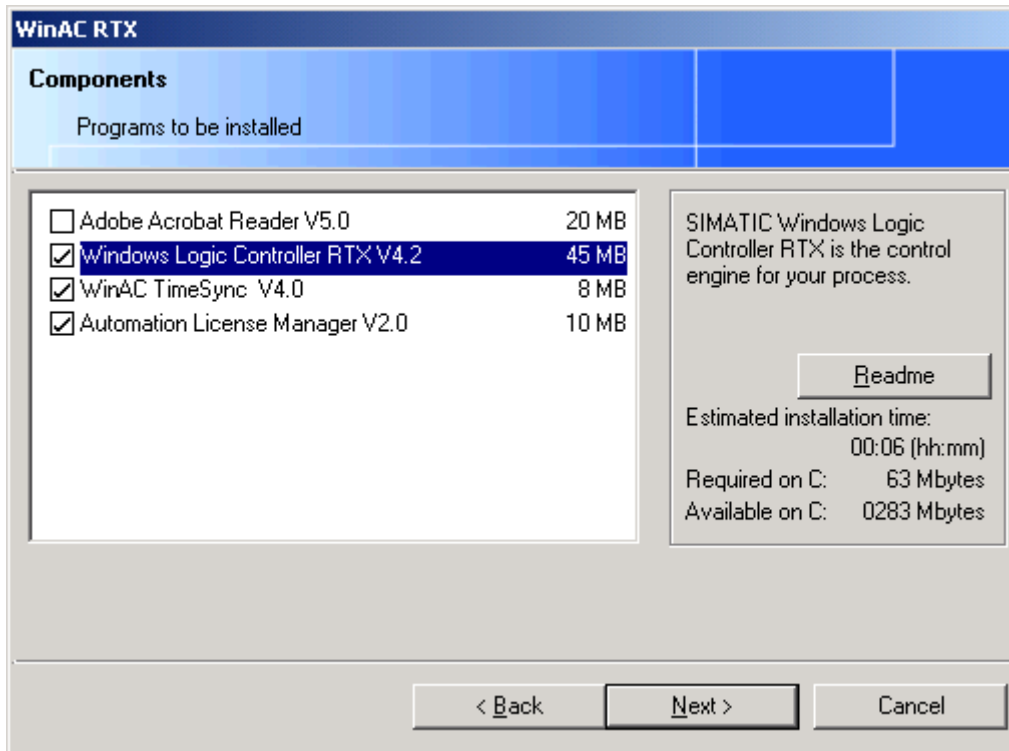 WinAC RTX
Components
Programs to be installed
Adobe Acrobat Reader V5.0 20 MB
Windows Logic Controller RTX V4.2 45 MB
WinAC TimeSync V4.0 8 MB
Automation License Manager V2.0 10 MB
SIMATIC Windows Logic
Controller RTX is the control
engine for your process.
Readme
Estimated installation time:
00:06 (hh:mm)
Required on C: 63 Mbytes
Available on C: 0283 Mbytes
< Back Next > Cancel